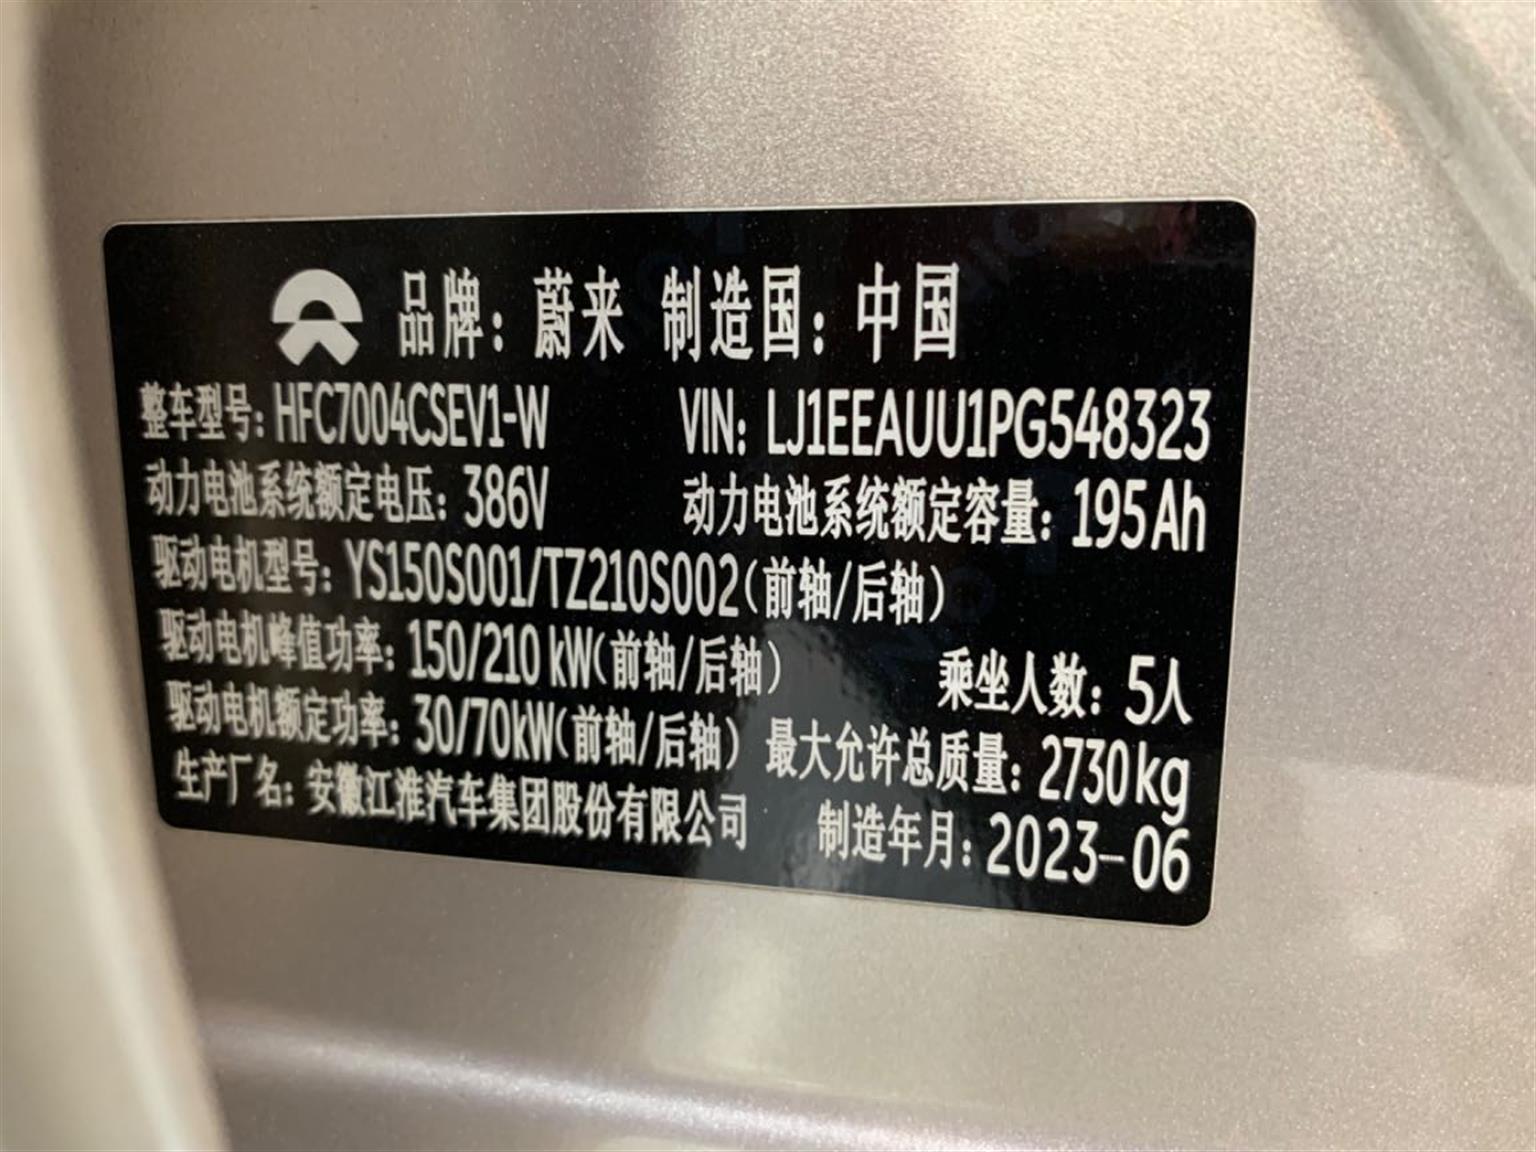 品牌：蔚来 制造国：中国
整车型号：HFC7004CSEV1-W VIN：LJ1EEAUU1PG548323
动力电池系统额定电压：386V 动力电池系统额定容量：195Ah
驱动电机型号：YS150S001/TZ210S002(前轴/后轴)
驱动电机峰值功率：150/210 kW(前轴/后轴) 乘坐人数：5人
驱动电机额定功率：30/70kW(前轴/后轴) 最大允许总质量：2730kg
生产厂名：安徽江淮汽车集团股份有限公司 制造年月：2023-06